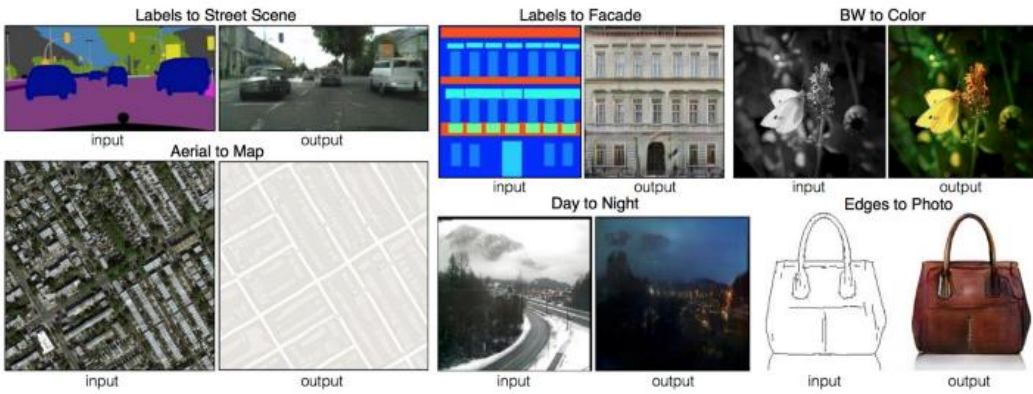 Labels to Street Scene
input
output
Aerial to Map
input
output
Labels to Facade
input
output
BW to Color
input
output
Day to Night
input
output
Edges to Photo
input
output